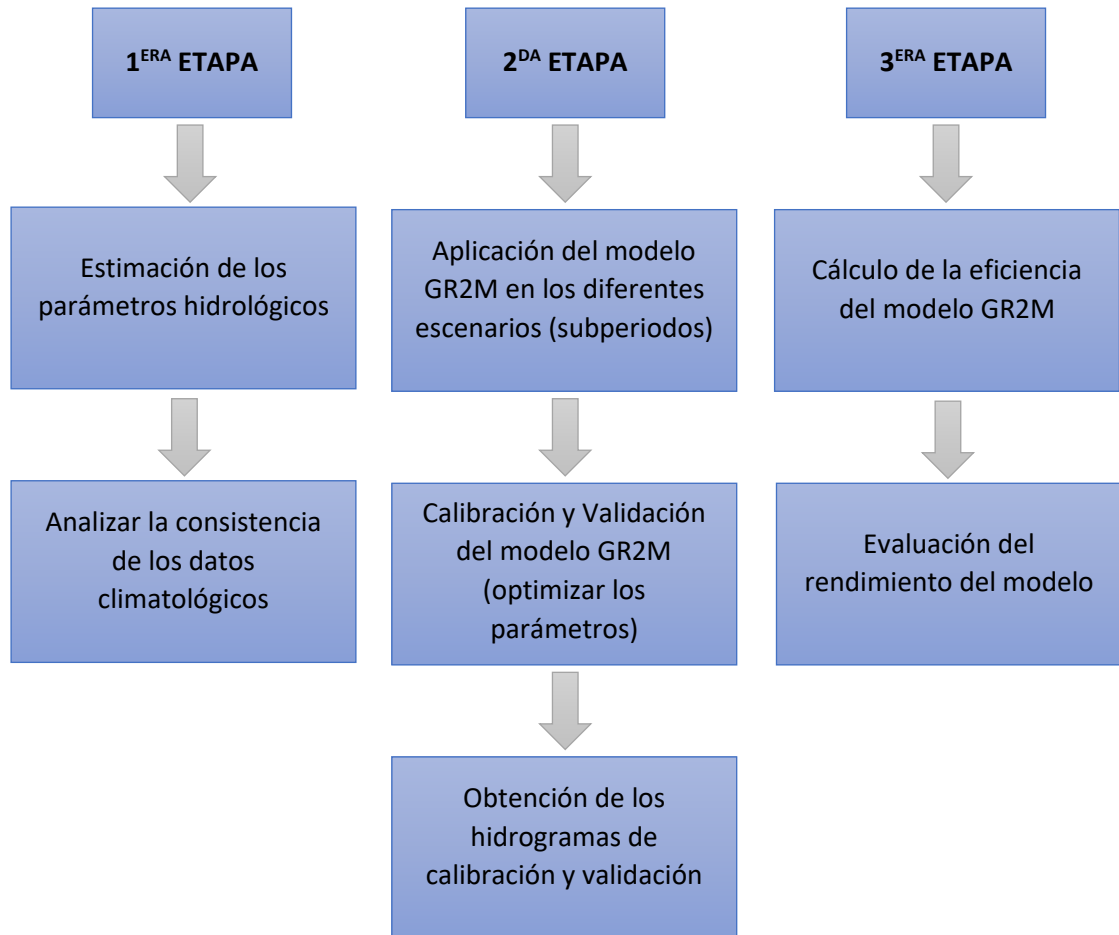 1ERA ETAPA
Estimación de los
parámetros hidrológicos
Analizar la consistencia
de los datos
climatológicos
2DA ETAPA
Aplicación del modelo
GR2M en los diferentes
escenarios (subperiodos)
Calibración y Validación
del modelo GR2M
(optimizar los
parámetros)
Obtención de los
hidrogramas de
calibración y validación
3ERA ETAPA
Cálculo de la eficiencia
del modelo GR2M
Evaluación del
rendimiento del modelo